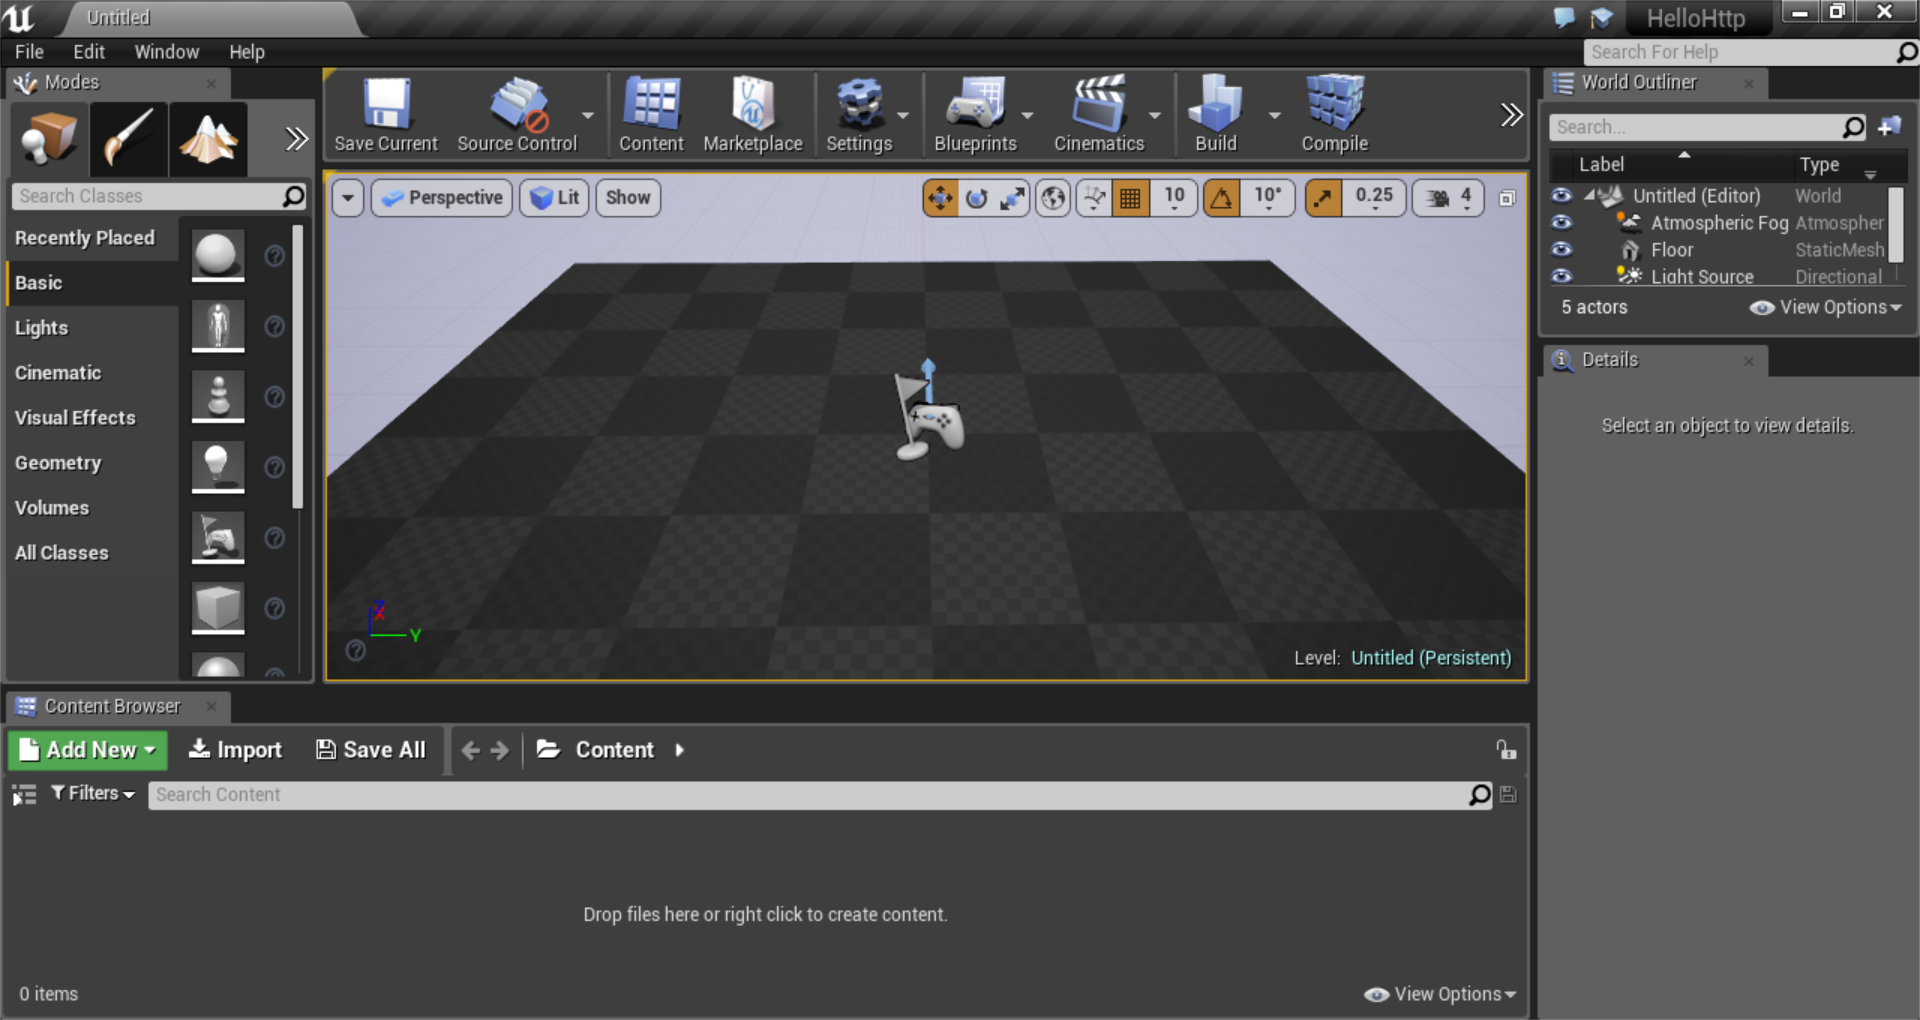 Untitled
HelloHttp
File Edit Window Help
Search For Help
Modes
Save Current Source Control Content Marketplace Settings Blueprints Cinematics Build Compile
World Outliner
Search...
Label Type
Untitled (Editor) World
Atmospheric Fog Atmospher
Floor StaticMesh
Light Source Directional
5 actors View Options
Search Classes
Recently Placed
Basic
Lights
Cinematic
Visual Effects
Geometry
Volumes
All Classes
Perspective Lit Show 10 10° 0.25 4
Z
X
Y
Level: Untitled (Persistent)
Details
Select an object to view details.
Content Browser
Add New Import Save All Content
Filters Search Content
Drop files here or right click to create content.
0 items View Options